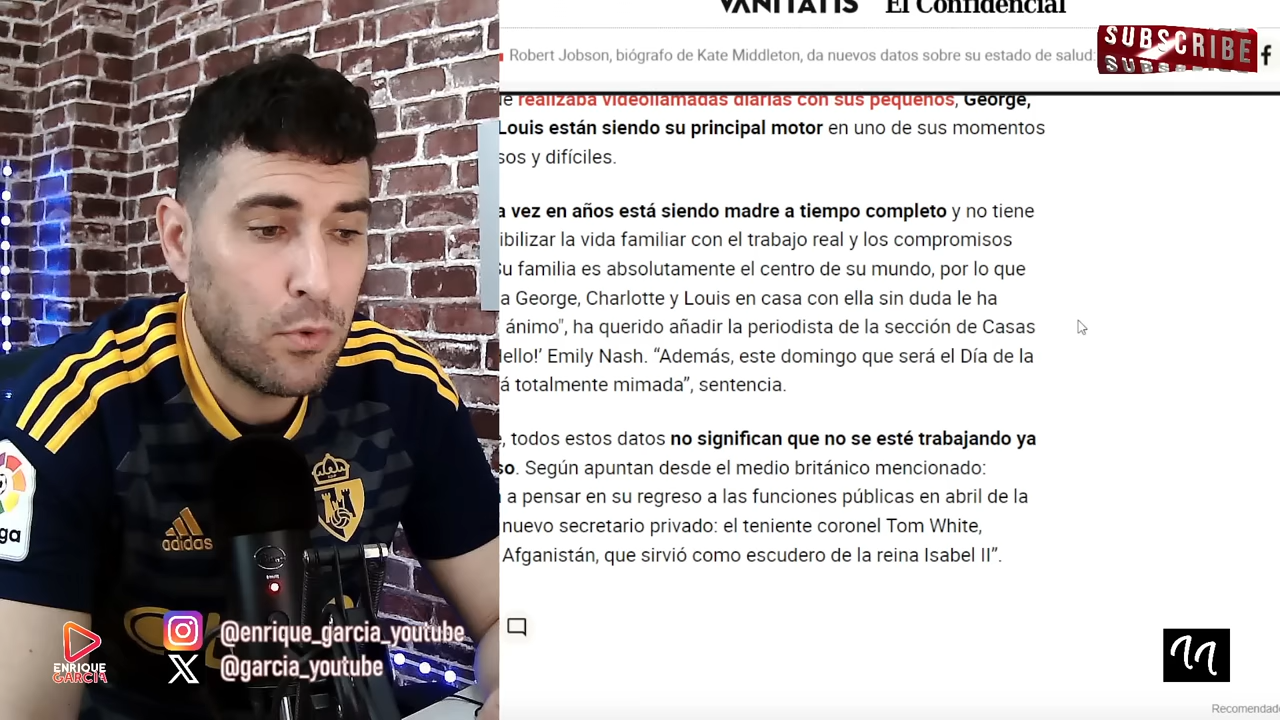 VANITATIS El Confidencial
Robert Jobson, biógrafo de Kate Middleton, da nuevos datos sobre su estado de salud:
SUBSCRIBE
realizaba videollamadas diarias con sus pequeños, George,
Louis están siendo su principal motor en uno de sus momentos
sos y difíciles.
a vez en años está siendo madre a tiempo completo y no tiene
ibilizar la vida familiar con el trabajo real y los compromisos
Su familia es absolutamente el centro de su mundo, por lo que
a George, Charlotte y Louis en casa con ella sin duda le ha
ánimo", ha querido añadir la periodista de la sección de Casas
Hello!’ Emily Nash. “Además, este domingo que será el Día de la
á totalmente mimada”, sentencia.
, todos estos datos no significan que no se esté trabajando ya
so. Según apuntan desde el medio británico mencionado:
a pensar en su regreso a las funciones públicas en abril de la
nuevo secretario privado: el teniente coronel Tom White,
Afganistán, que sirvió como escudero de la reina Isabel II”.
adidas
ga
ENRIQUE
GARCIA
@enrique_garcia_youtube
@garcia_youtube
Recomendado